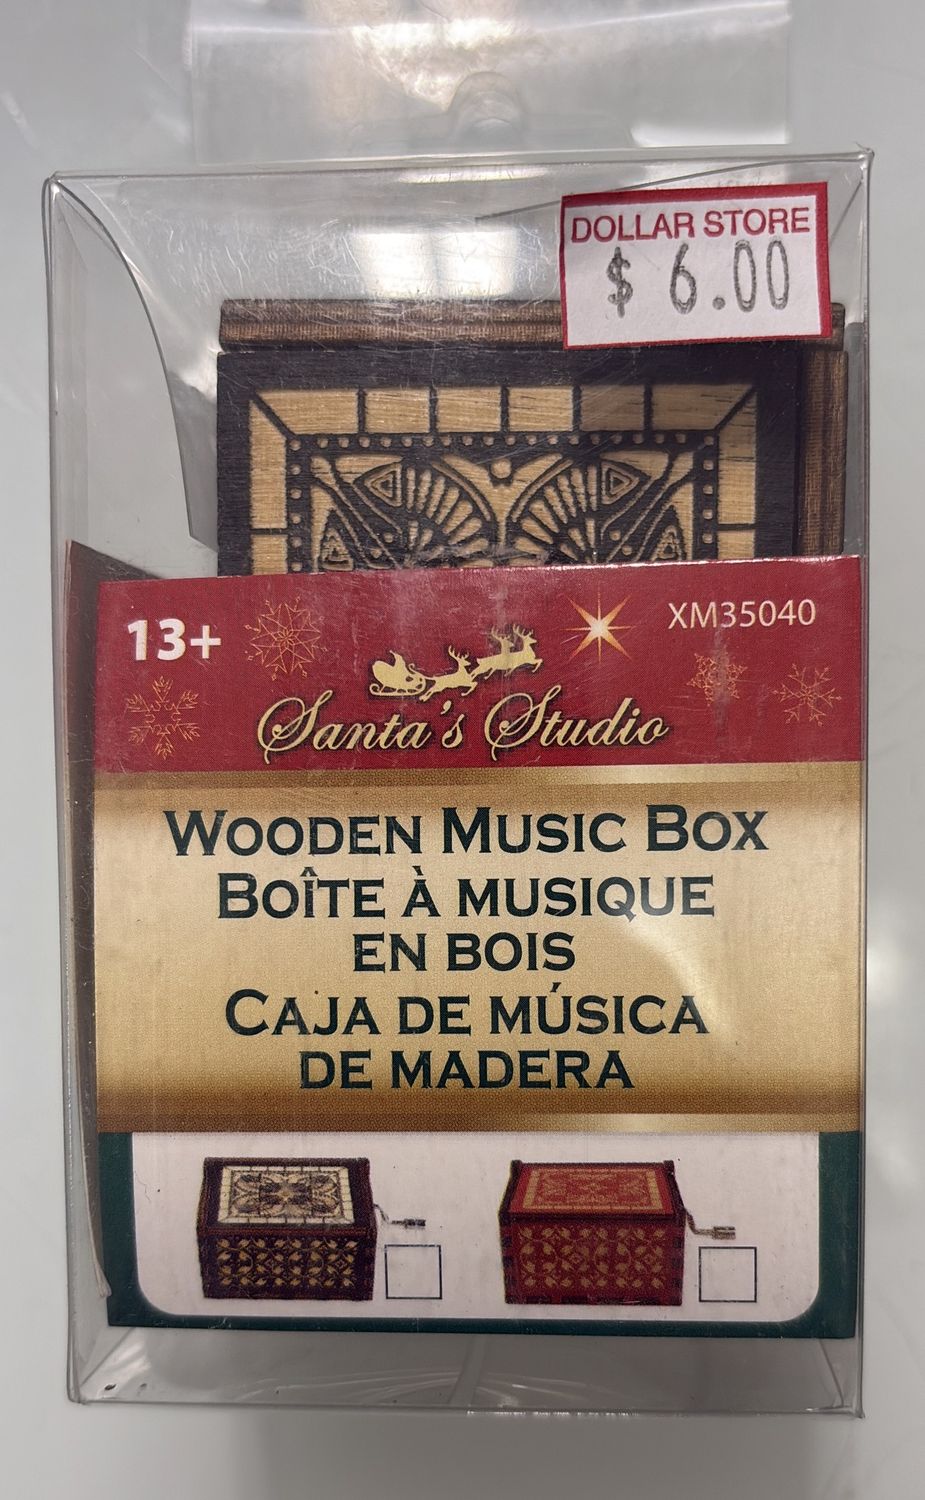 DOLLAR STORE
$ 6.00
13+
XM35040
Santa's Studio
WOODEN MUSIC BOX
BOÎTE À MUSIQUE
EN BOIS
CAJA DE MÚSICA
DE MADERA